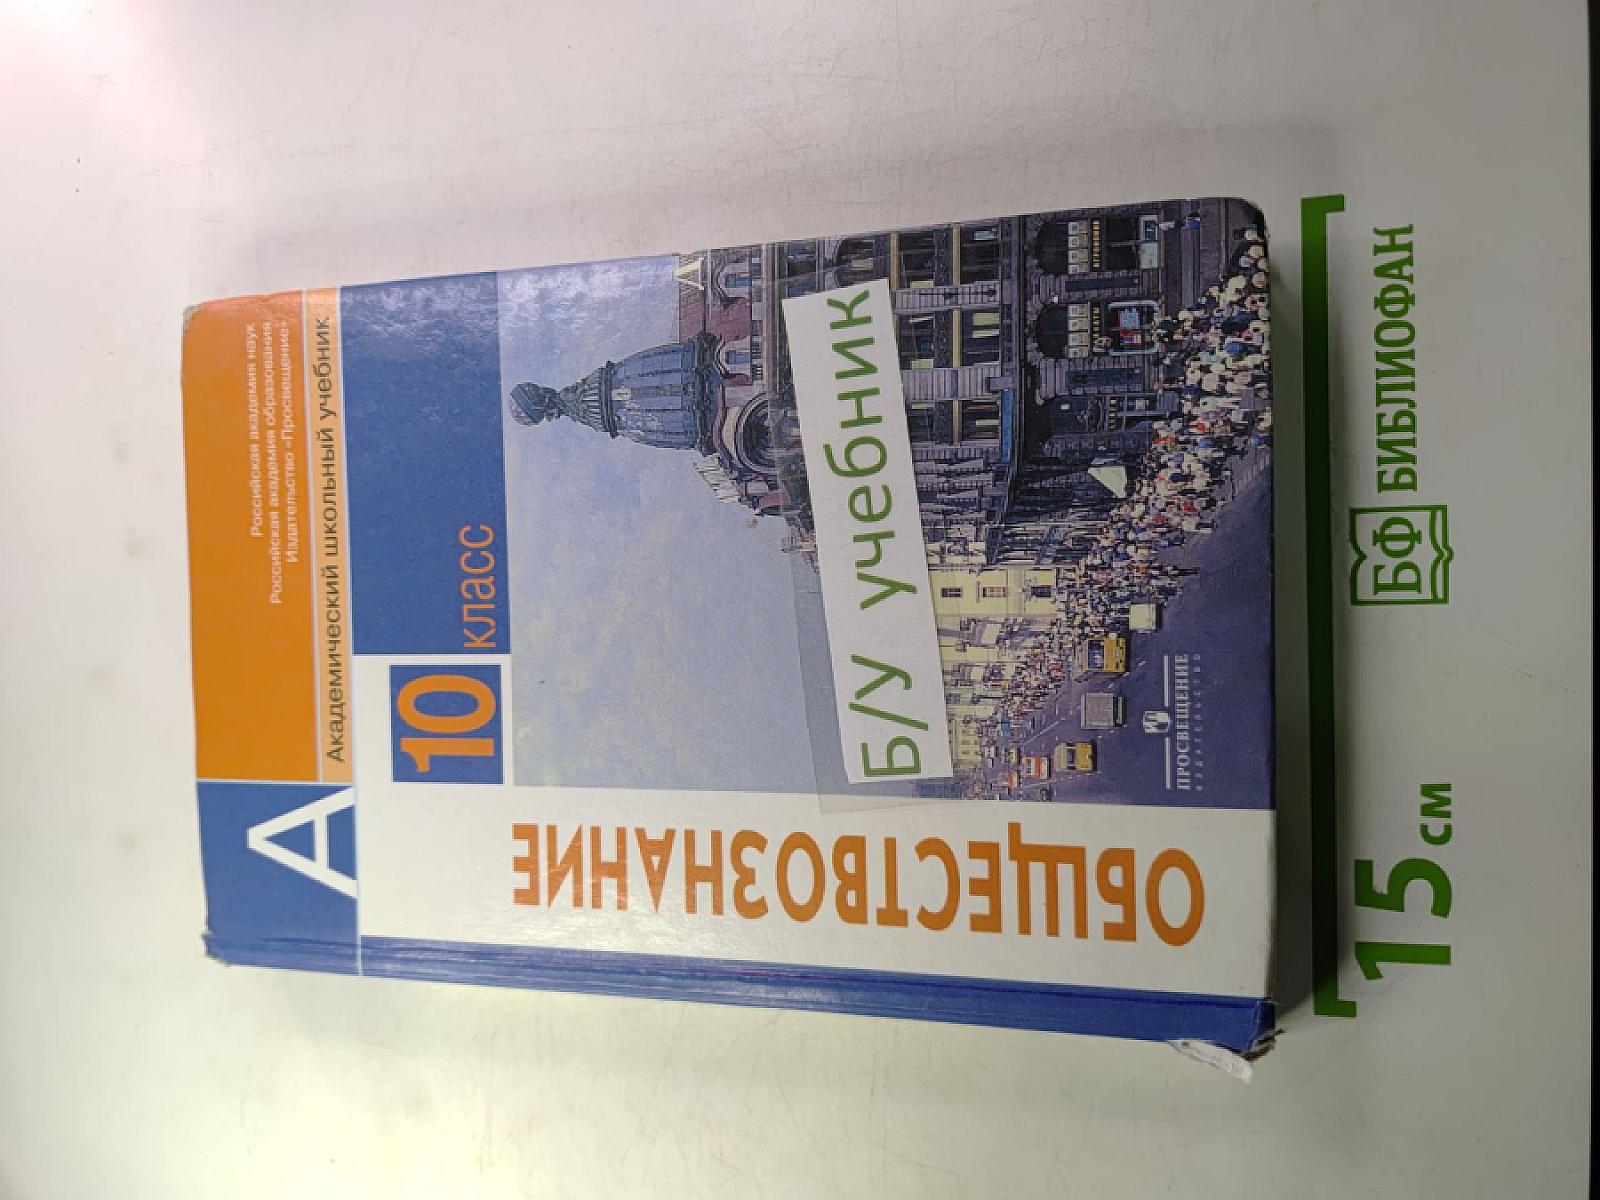 Российская академия наук
Российская академия образования
Издательство «Просвещение»
Академический школьный учебник
А
10
класс
ОБЩЕСТВОЗНАНИЕ
Б/у учебник
ПРОСВЕЩЕНИЕ
ИЗДАТЕЛЬСТВО
15 см
БФ БИБЛИОФАН